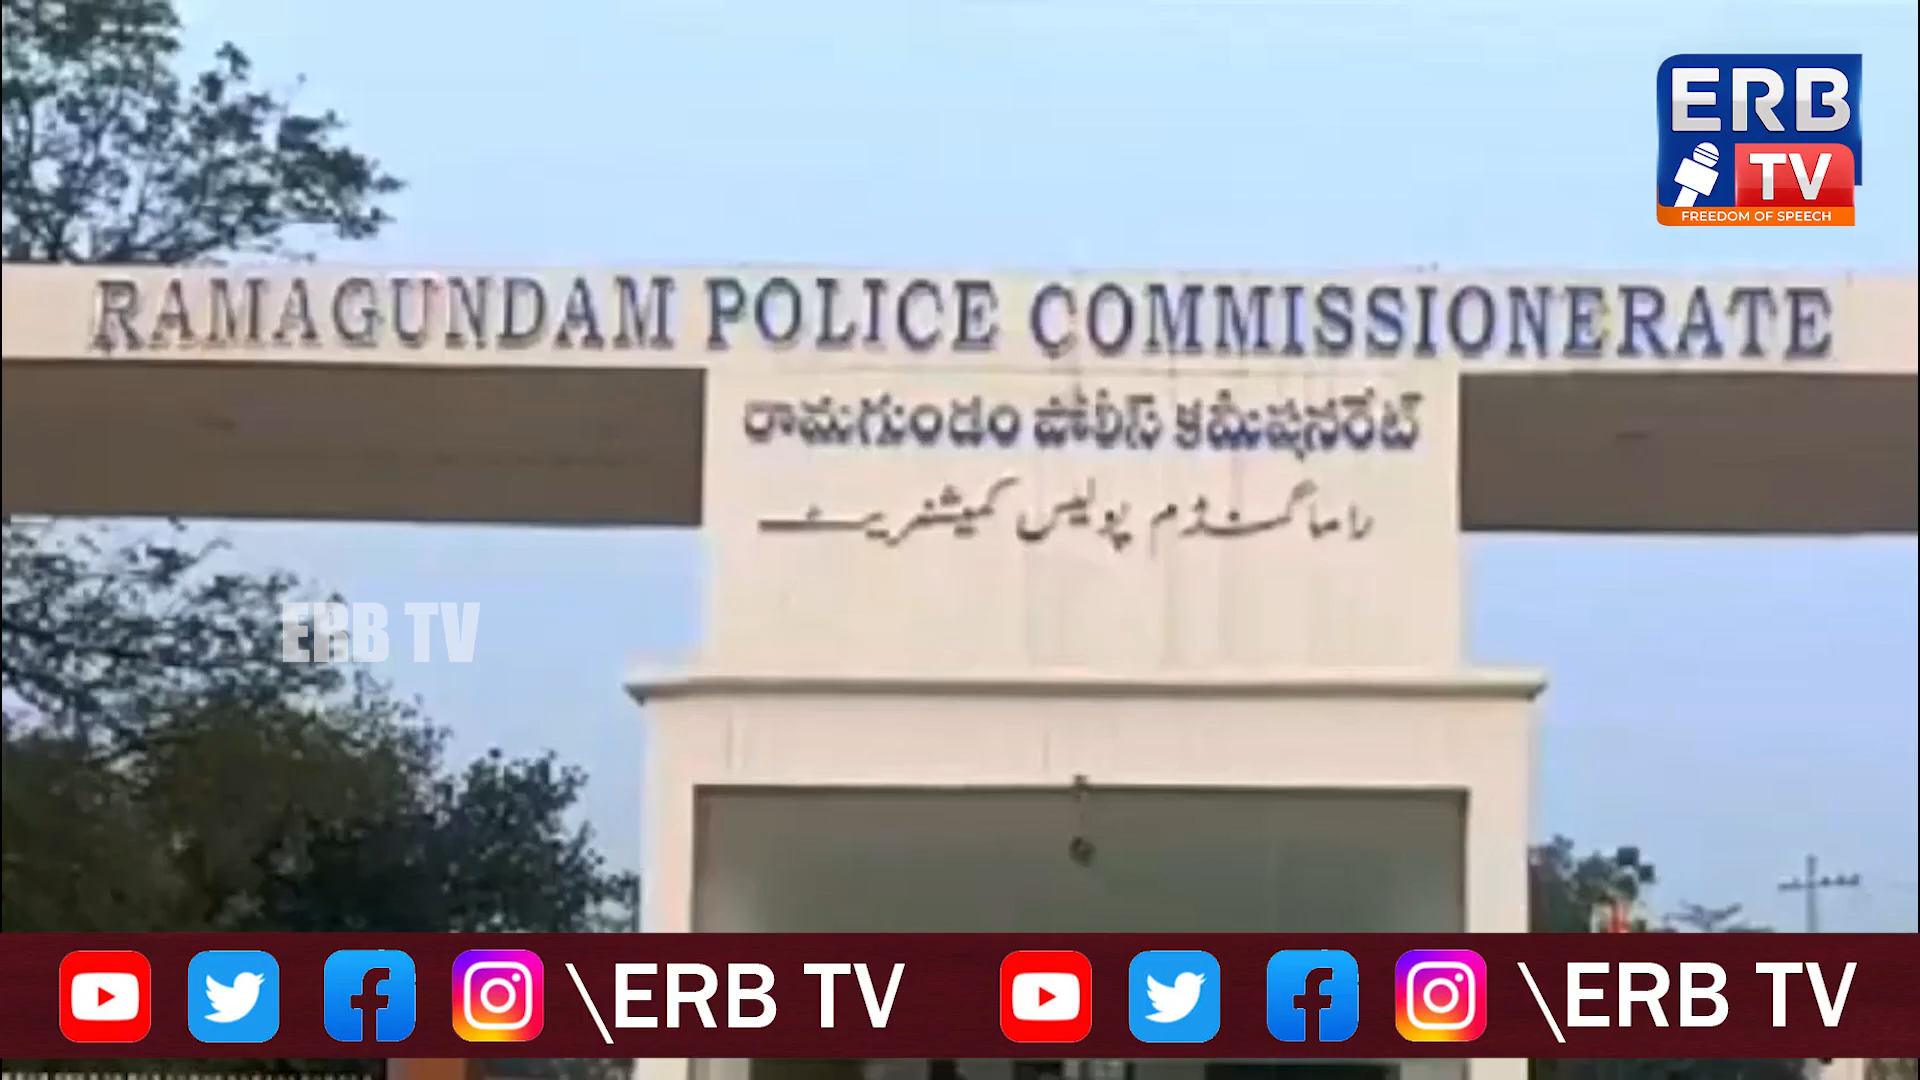 ERB
TV
FREEDOM OF SPEECH
RAMAGUNDAM POLICE COMMISSIONERATE
రామగుండం పోలీస్ కమీషనరేట్
راماگنڈم پولیس کمیشنریٹ
ERB TV
\ERB TV \ERB TV